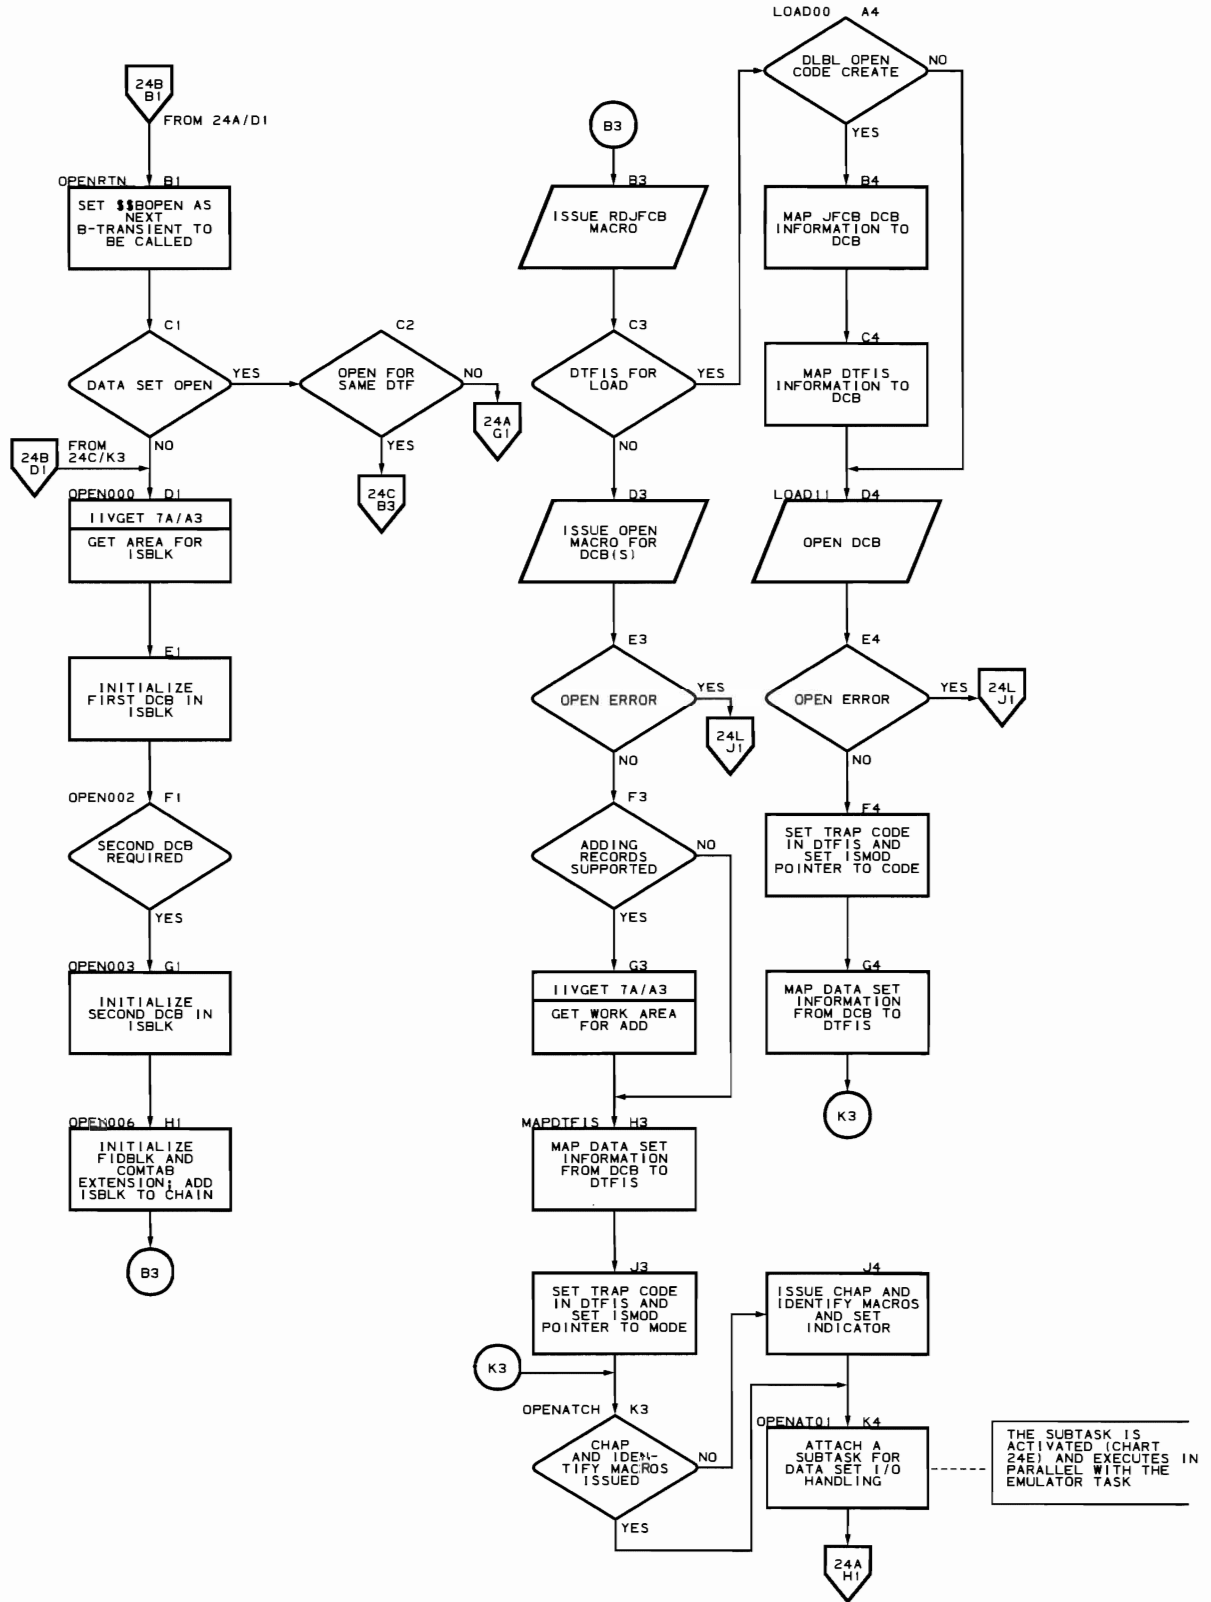 24B
B1
FROM 24A/D1
OPENRTN B1
SET $$BOPEN AS
NEXT
B-TRANSIENT TO
BE CALLED
C1
DATA SET OPEN
YES
NO
C2
OPEN FOR
SAME DTF
NO
YES
24A
G1
24C
B3
24B
D1
FROM
24C/K3
OPEN000 D1
IIVGET 7A/A3
GET AREA FOR
ISBLK
E1
INITIALIZE
FIRST DCB IN
ISBLK
OPEN002 F1
SECOND DCB
REQUIRED
YES
OPEN003 G1
INITIALIZE
SECOND DCB IN
ISBLK
OPEN006 H1
INITIALIZE
FIDBLK AND
COMTAB
EXTENSION; ADD
ISBLK TO CHAIN
B3
B3
B3
ISSUE RDJFCB
MACRO
C3
DTFIS FOR
LOAD
YES
NO
D3
ISSUE OPEN
MACRO FOR
DCB(S)
E3
OPEN ERROR
YES
24L
J1
NO
F3
ADDING
RECORDS
SUPPORTED
NO
YES
G3
IIVGET 7A/A3
GET WORK AREA
FOR ADD
MAPDTFIS H3
MAP DATA SET
INFORMATION
FROM DCB TO
DTFIS
J3
SET TRAP CODE
IN DTFIS AND
SET ISMOD
POINTER TO MODE
K3
OPENATCH K3
CHAP
AND IDEN-
TIFY MACROS
ISSUED
NO
YES
LOAD00 A4
DLBL OPEN
CODE CREATE
NO
YES
B4
MAP JFCB DCB
INFORMATION TO
DCB
C4
MAP DTFIS
INFORMATION TO
DCB
LOAD11 D4
OPEN DCB
E4
OPEN ERROR
YES
24L
J1
NO
F4
SET TRAP CODE
IN DTFIS AND
SET ISMOD
POINTER TO CODE
G4
MAP DATA SET
INFORMATION
FROM DCB TO
DTFIS
K3
J4
ISSUE CHAP AND
IDENTIFY MACROS
AND SET
INDICATOR
OPENAT01 K4
ATTACH A
SUBTASK FOR
DATA SET I/O
HANDLING
THE SUBTASK IS
ACTIVATED (CHART
24E) AND EXECUTES IN
PARALLEL WITH THE
EMULATOR TASK
24A
H1